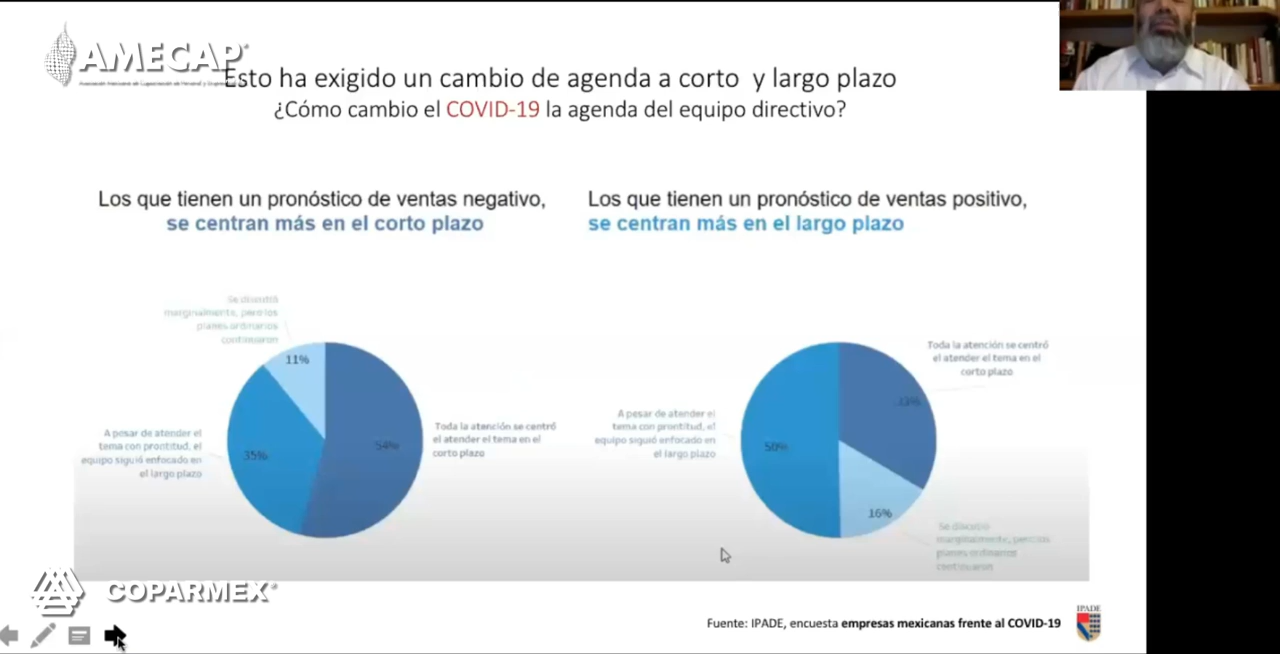 AMECAP
Esto ha exigido un cambio de agenda a corto y largo plazo
¿Cómo cambio el COVID-19 la agenda del equipo directivo?
Los que tienen un pronóstico de ventas negativo,
se centran más en el corto plazo
Se discutirá
marginalmente, pero los
planes ordinarios
continuaron
11%
54%
35%
A pesar de atender el
tema con prontitud, el
equipo siguió enfocado en
el largo plazo
Toda la atención se centró
el atender el tema en el
corto plazo
Los que tienen un pronóstico de ventas positivo,
se centran más en el largo plazo
Toda la atención se centró
el atender el tema en el
corto plazo
A pesar de atender el
tema con prontitud, el
equipo siguió enfocado en
el largo plazo
50%
16%
Se discutió
marginalmente, pero los
planes ordinarios
continuaron
COPARMEX
Fuente: IPADE, encuesta empresas mexicanas frente al COVID-19
IPADE